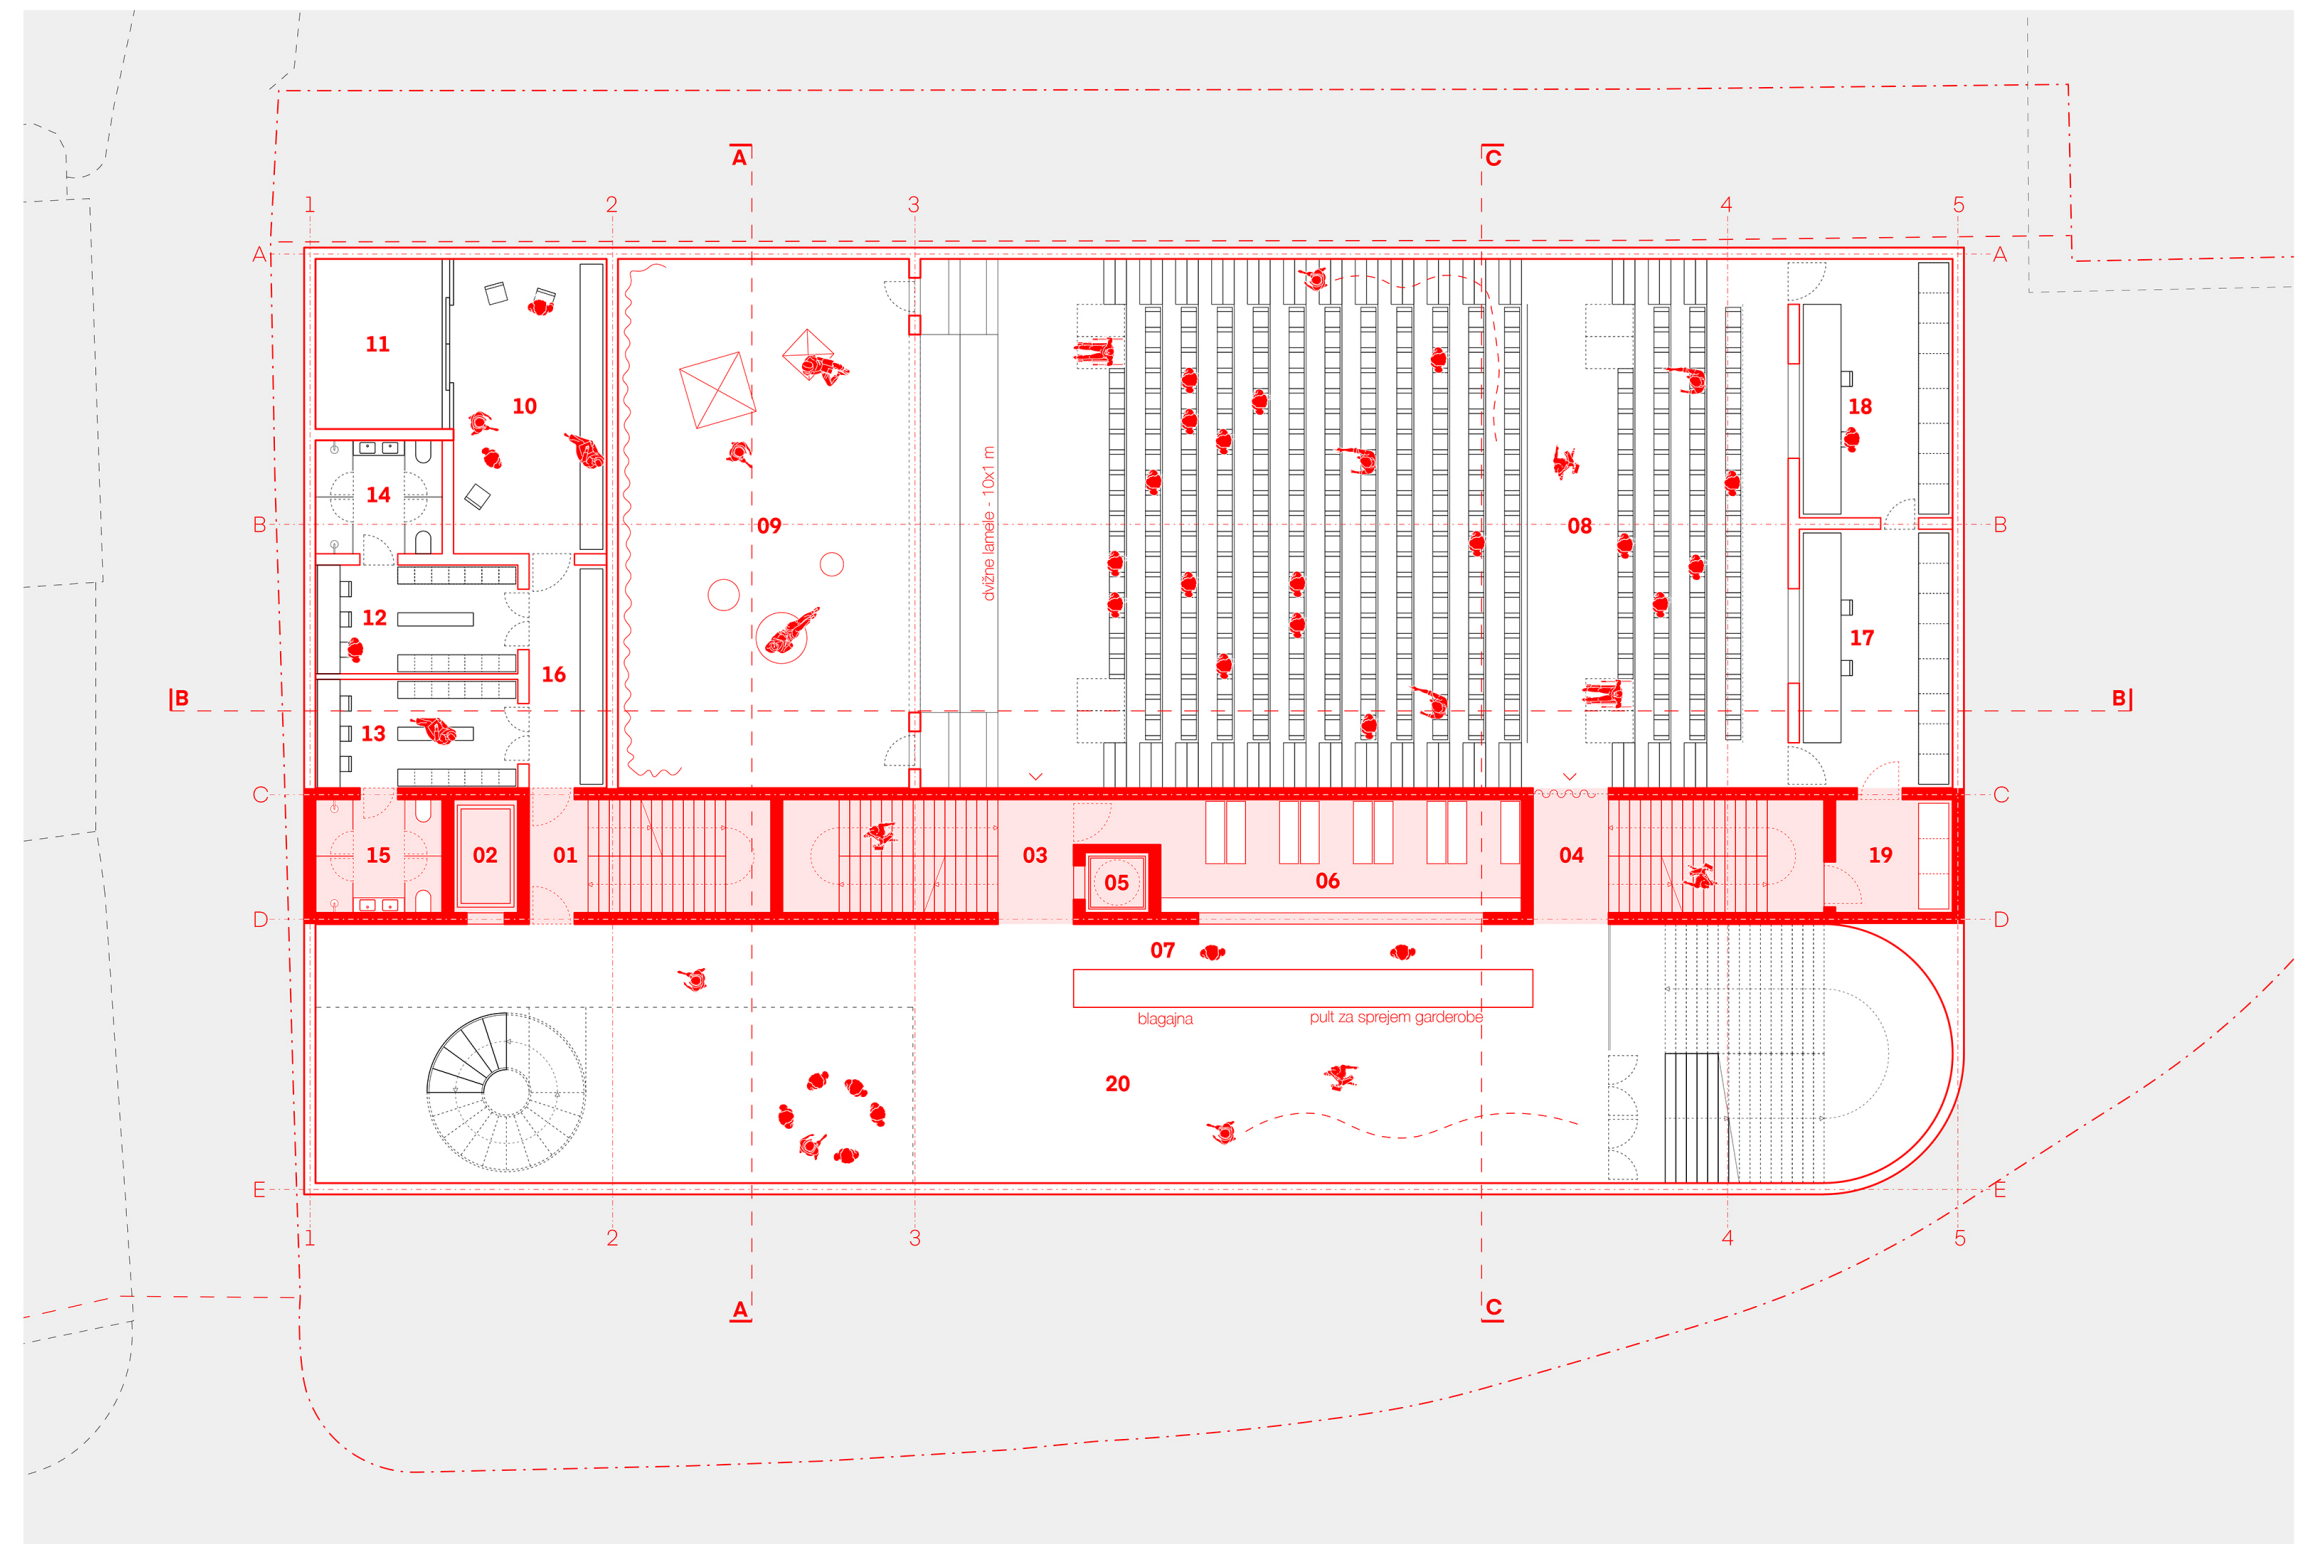 A C
1 2 3 4 5
A A
11
10
18
14
dvižne lamele - 10x1 m
B 09 08 B
12
17
16
B B
13
C C
15 02 01 03 05 06 04 19
D D
07
blagajna pult za sprejem garderobe
20
E E
1 2 3 4 5
A C